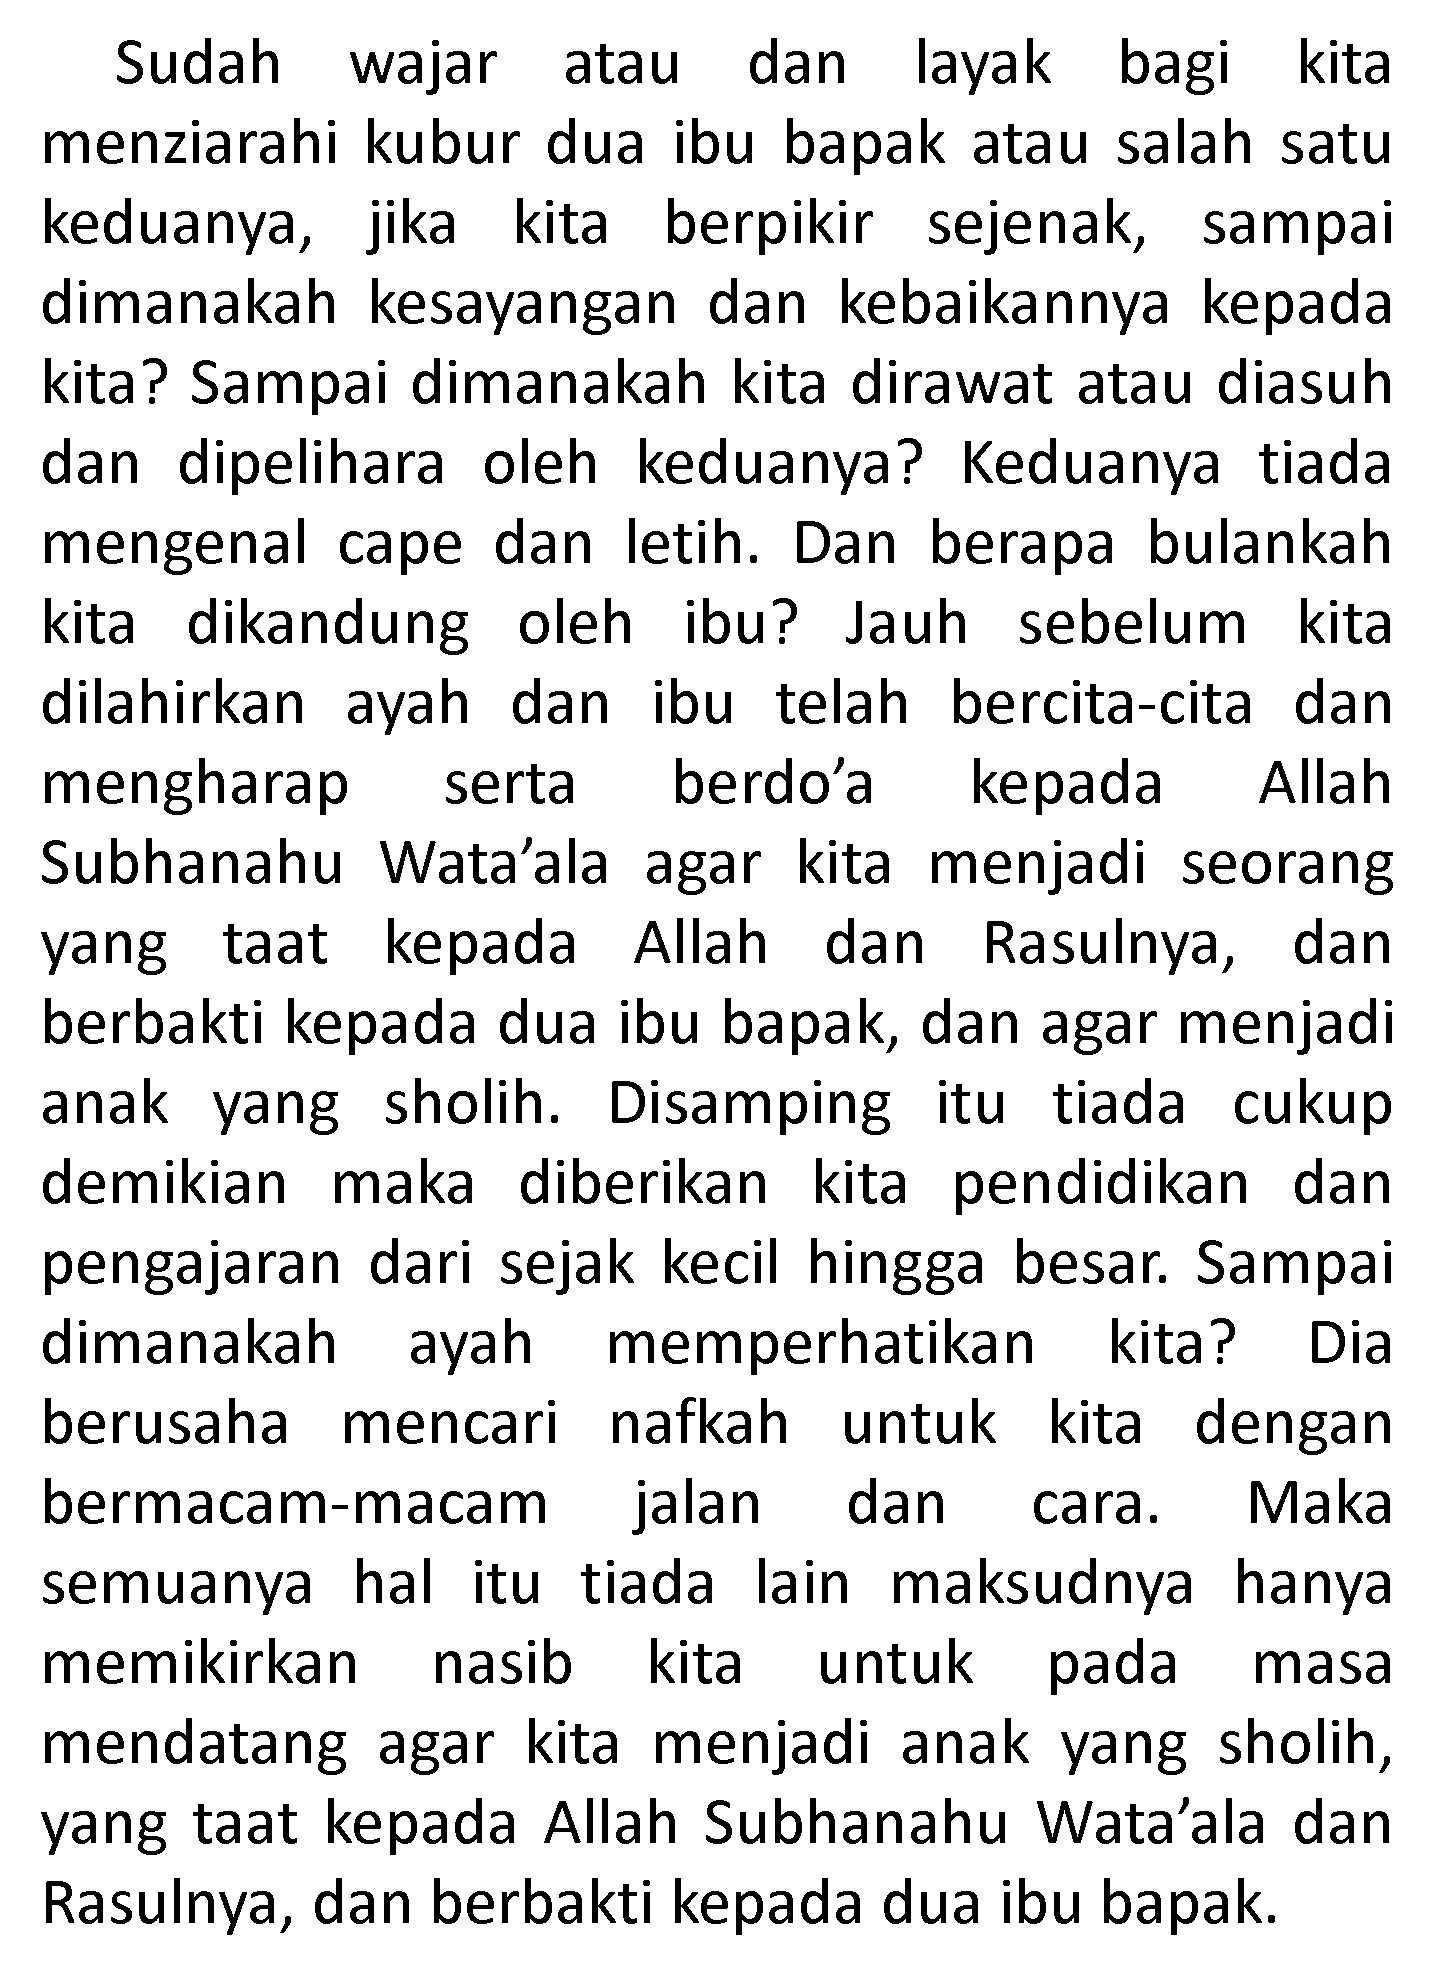 Sudah wajar atau dan layak bagi kita
menziarahi kubur dua ibu bapak atau salah satu
keduanya, jika kita berpikir sejenak, sampai
dimanakah kesayangan dan kebaikannya kepada
kita? Sampai dimanakah kita dirawat atau diasuh
dan dipelihara oleh keduanya? Keduanya tiada
mengenal cape dan letih. Dan berapa bulankah
kita dikandung oleh ibu? Jauh sebelum kita
dilahirkan ayah dan ibu telah bercita-cita dan
mengharap serta berdo’a kepada Allah
Subhanahu Wata’ala agar kita menjadi seorang
yang taat kepada Allah dan Rasulnya, dan
berbakti kepada dua ibu bapak, dan agar menjadi
anak yang sholih. Disamping itu tiada cukup
demikian maka diberikan kita pendidikan dan
pengajaran dari sejak kecil hingga besar. Sampai
dimanakah ayah memperhatikan kita? Dia
berusaha mencari nafkah untuk kita dengan
bermacam-macam jalan dan cara. Maka
semuanya hal itu tiada lain maksudnya hanya
memikirkan nasib kita untuk pada masa
mendatang agar kita menjadi anak yang sholih,
yang taat kepada Allah Subhanahu Wata’ala dan
Rasulnya, dan berbakti kepada dua ibu bapak.